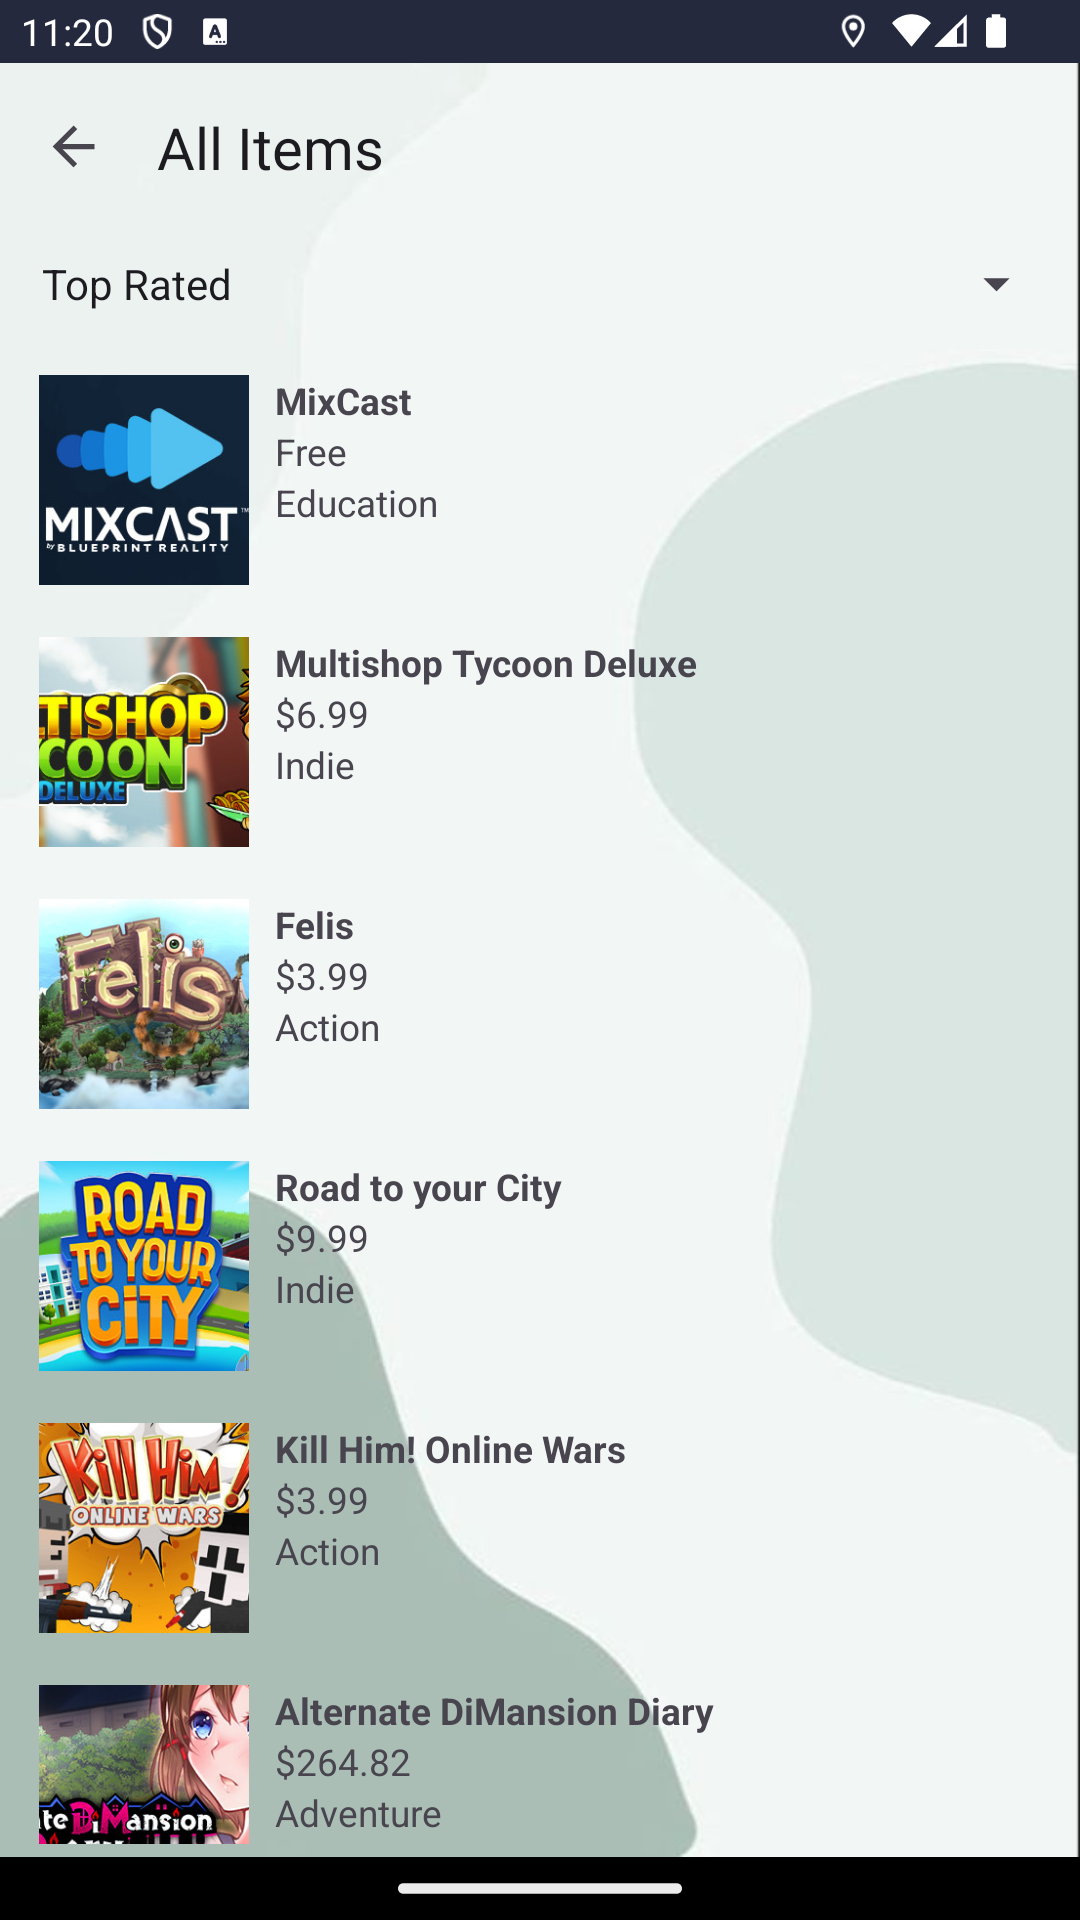 11:20
All Items
Top Rated
MIXCAST™
by BLUEPRINT REALITY
MixCast
Free
Education
TISHOP
COON
DELUXE
Multishop Tycoon Deluxe
$6.99
Indie
Felis
Felis
$3.99
Action
ROAD
TO YOUR
CiTY
Road to your City
$9.99
Indie
Kill Him!
ONLINE WARS
Kill Him! Online Wars
$3.99
Action
te DiMansion
Alternate DiMansion Diary
$264.82
Adventure